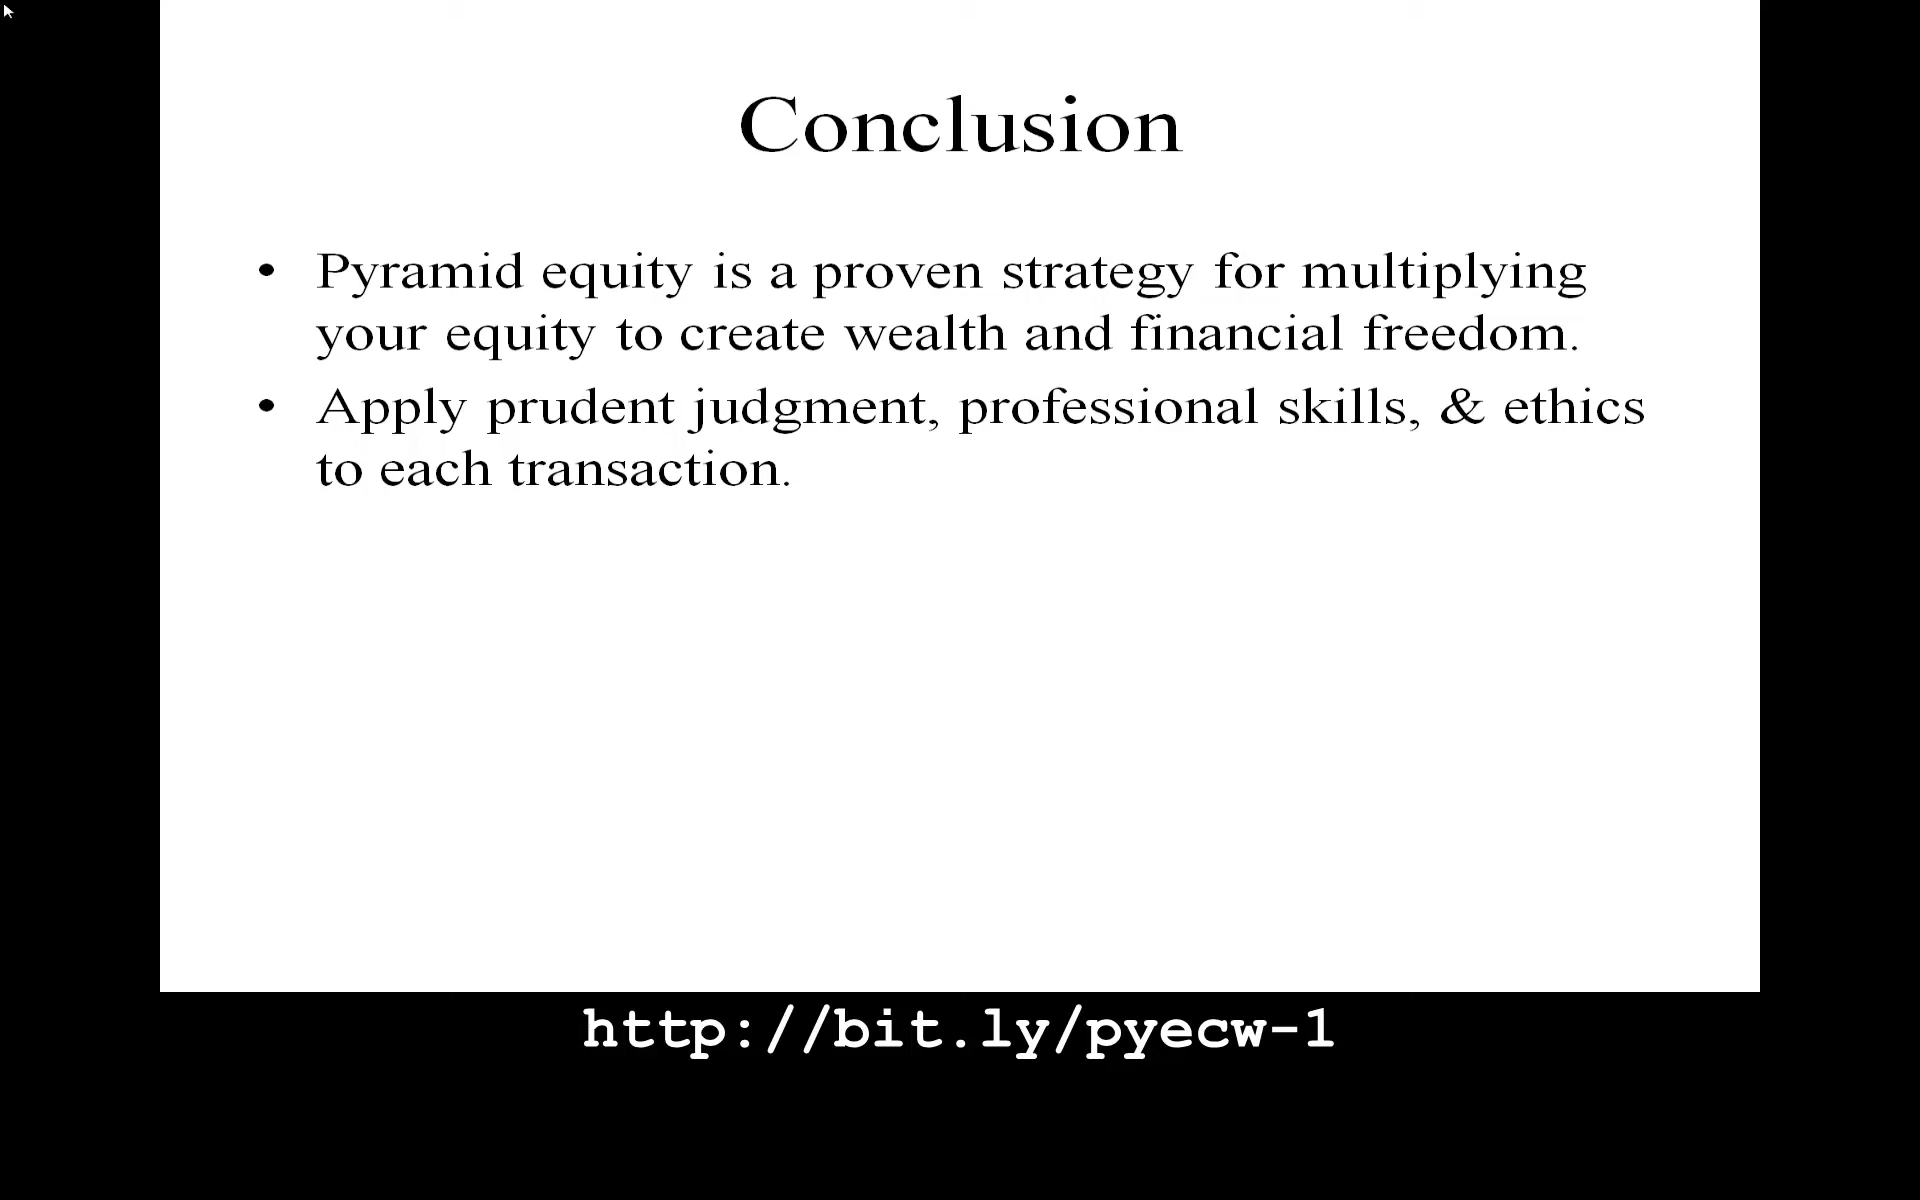 Conclusion
• Pyramid equity is a proven strategy for multiplying
your equity to create wealth and financial freedom.
• Apply prudent judgment, professional skills, & ethics
to each transaction.
http://bit.ly/pyecw-1